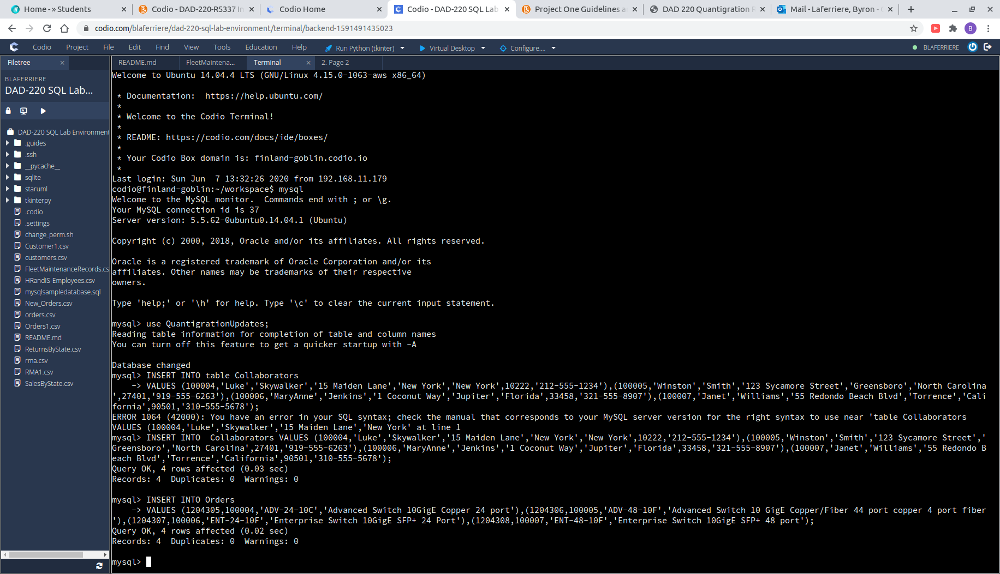 Home - » Students
Codio - DAD-220-R5337 In
Codio Home
Codio - DAD-220 SQL Lab
Project One Guidelines a
DAD 220 Quantigration R
Mail - Laferriere, Byron -
codio.com/blaferriere/dad-220-sql-lab-environment/terminal/backend-1591491435023
B
Codio Project File Edit Find View Tools Education Help Run Python (tkinter) Virtual Desktop Configure.... BLAFERRIERE
Filetree
README.md FleetMaintena... Terminal 2. Page 2
BLAFERRIERE
DAD-220 SQL Lab...
DAD-220 SQL Lab Environment
.guides
.ssh
__pycache__
sqlite
staruml
tkinterpy
.codio
.settings
change_perm.sh
Customer1.csv
customers.csv
FleetMaintenanceRecords.cs
HRandIS-Employees.csv
mysqlsampledatabase.sql
New_Orders.csv
orders.csv
Orders1.csv
README.md
ReturnsByState.csv
rma.csv
RMA1.csv
SalesByState.csv
Welcome to Ubuntu 14.04.4 LTS (GNU/Linux 4.15.0-1063-aws x86_64)
* Documentation:  https://help.ubuntu.com/
*
* Welcome to the Codio Terminal!
*
* README: https://codio.com/docs/ide/boxes/
*
* Your Codio Box domain is: finland-goblin.codio.io
*
Last login: Sun Jun  7 13:32:26 2020 from 192.168.11.179
codio@finland-goblin:~/workspace$ mysql
Welcome to the MySQL monitor.  Commands end with ; or \g.
Your MySQL connection id is 37
Server version: 5.5.62-0ubuntu0.14.04.1 (Ubuntu)
Copyright (c) 2000, 2018, Oracle and/or its affiliates. All rights reserved.
Oracle is a registered trademark of Oracle Corporation and/or its
affiliates. Other names may be trademarks of their respective
owners.
Type 'help;' or '\h' for help. Type '\c' to clear the current input statement.
mysql> use QuantigrationUpdates;
Reading table information for completion of table and column names
You can turn off this feature to get a quicker startup with -A
Database changed
mysql> INSERT INTO table Collaborators
-> VALUES (100004,'Luke','Skywalker','15 Maiden Lane','New York','New York',10222,'212-555-1234'),(100005,'Winston','Smith','123 Sycamore Street','Greensboro','North Carolina
',27401,'919-555-6263'),(100006,'MaryAnne','Jenkins','1 Coconut Way','Jupiter','Florida',33458,'321-555-8907'),(100007,'Janet','Williams','55 Redondo Beach Blvd','Torrence','Cali
fornia',90501,'310-555-5678');
ERROR 1064 (42000): You have an error in your SQL syntax; check the manual that corresponds to your MySQL server version for the right syntax to use near 'table Collaborators
VALUES (100004,'Luke','Skywalker','15 Maiden Lane','New York' at line 1
mysql> INSERT INTO  Collaborators VALUES (100004,'Luke','Skywalker','15 Maiden Lane','New York','New York',10222,'212-555-1234'),(100005,'Winston','Smith','123 Sycamore Street','
Greensboro','North Carolina',27401,'919-555-6263'),(100006,'MaryAnne','Jenkins','1 Coconut Way','Jupiter','Florida',33458,'321-555-8907'),(100007,'Janet','Williams','55 Redondo B
each Blvd','Torrence','California',90501,'310-555-5678');
Query OK, 4 rows affected (0.03 sec)
Records: 4  Duplicates: 0  Warnings: 0
mysql> INSERT INTO Orders
-> VALUES (1204305,100004,'ADV-24-10C','Advanced Switch 10GigE Copper 24 port'),(1204306,100005,'ADV-48-10F','Advanced Switch 10 GigE Copper/Fiber 44 port copper 4 port fiber
'),(1204307,100006,'ENT-24-10F','Enterprise Switch 10GigE SFP+ 24 Port'),(1204308,100007,'ENT-48-10F','Enterprise Switch 10GigE SFP+ 48 port');
Query OK, 4 rows affected (0.02 sec)
Records: 4  Duplicates: 0  Warnings: 0
mysql>